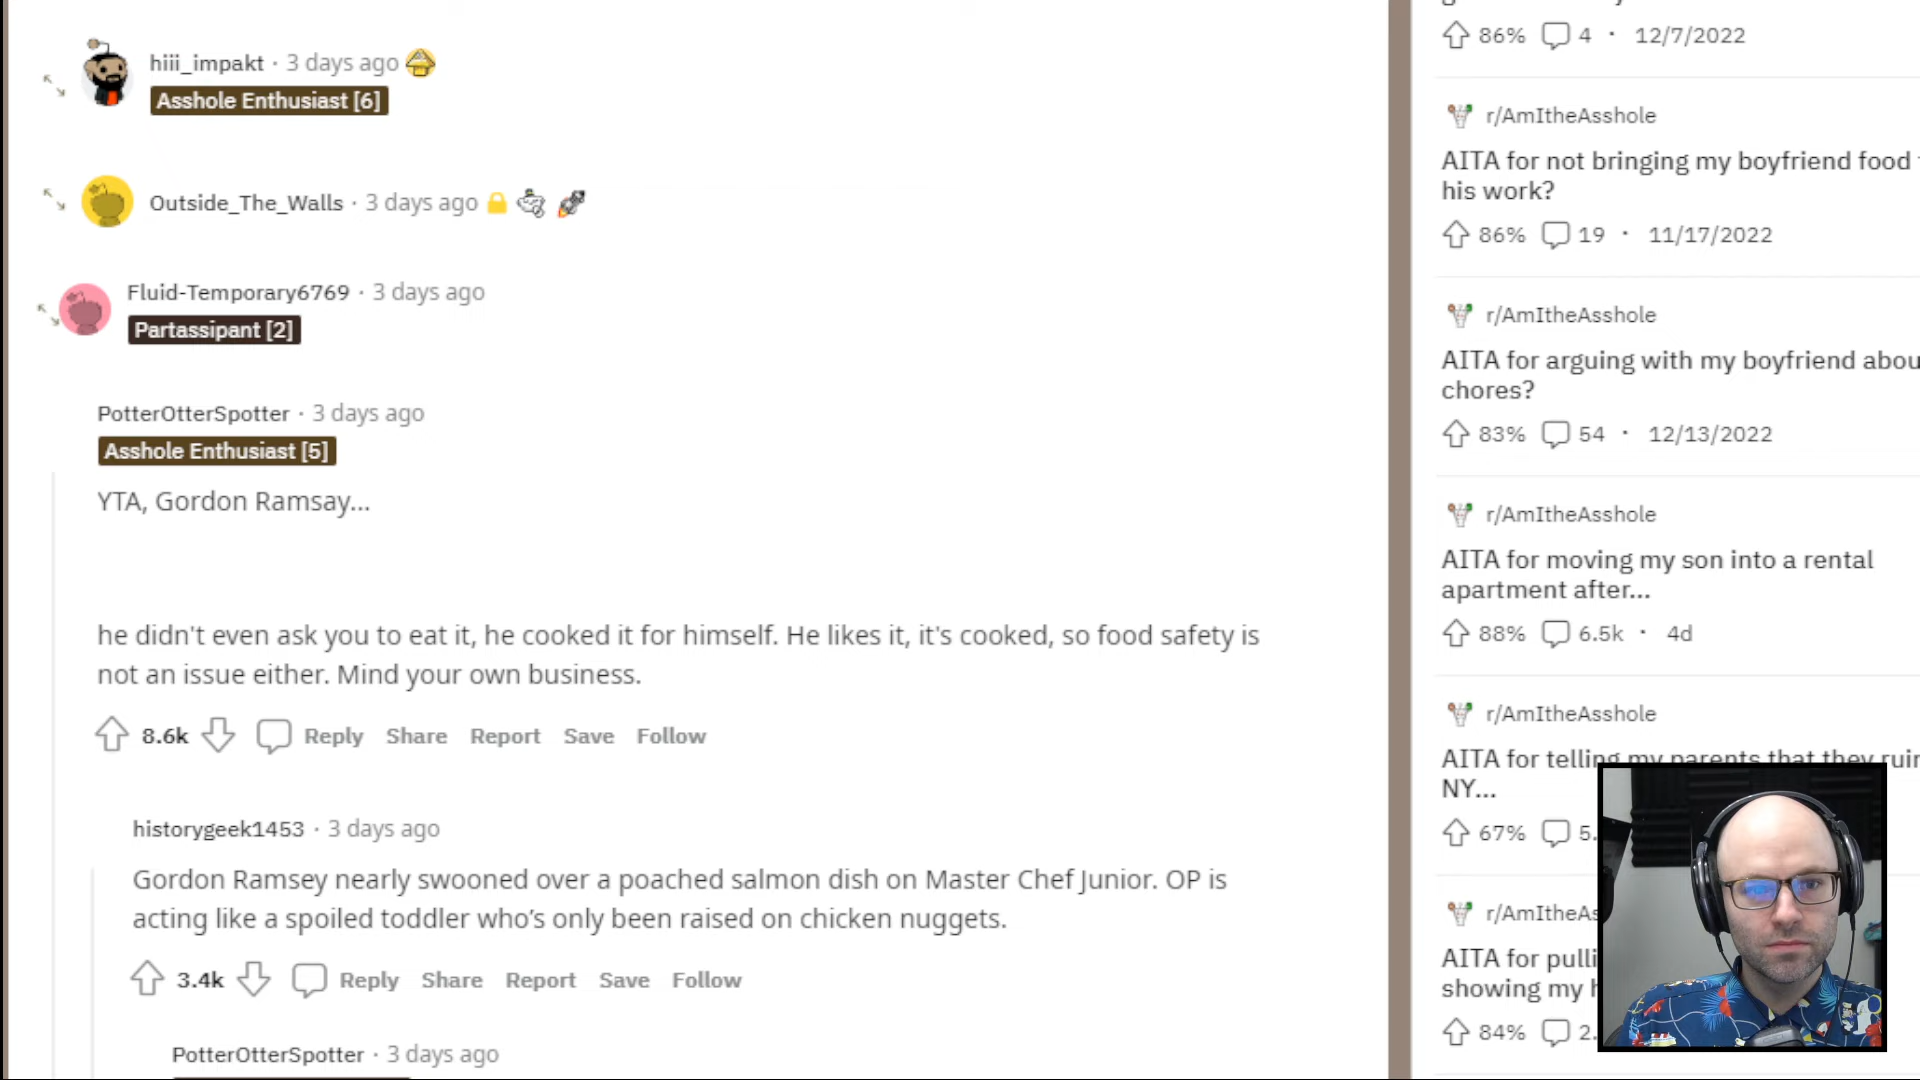 hiii_impakt · 3 days ago
Asshole Enthusiast [6]
Outside_The_Walls · 3 days ago
Fluid-Temporary6769 · 3 days ago
Partassipant [2]
PotterOtterSpotter · 3 days ago
Asshole Enthusiast [5]
YTA, Gordon Ramsay...
he didn't even ask you to eat it, he cooked it for himself. He likes it, it's cooked, so food safety is
not an issue either. Mind your own business.
8.6k Reply Share Report Save Follow
historygeek1453 · 3 days ago
Gordon Ramsey nearly swooned over a poached salmon dish on Master Chef Junior. OP is
acting like a spoiled toddler who’s only been raised on chicken nuggets.
3.4k Reply Share Report Save Follow
PotterOtterSpotter · 3 days ago
86% 4 · 12/7/2022
r/AmItheAsshole
AITA for not bringing my boyfriend food
his work?
86% 19 · 11/17/2022
r/AmItheAsshole
AITA for arguing with my boyfriend abou
chores?
83% 54 · 12/13/2022
r/AmItheAsshole
AITA for moving my son into a rental
apartment after...
88% 6.5k · 4d
r/AmItheAsshole
AITA for telling my parents that they ruin
NY...
67% 5.
r/AmItheAs
AITA for pulli
showing my
84% 2.